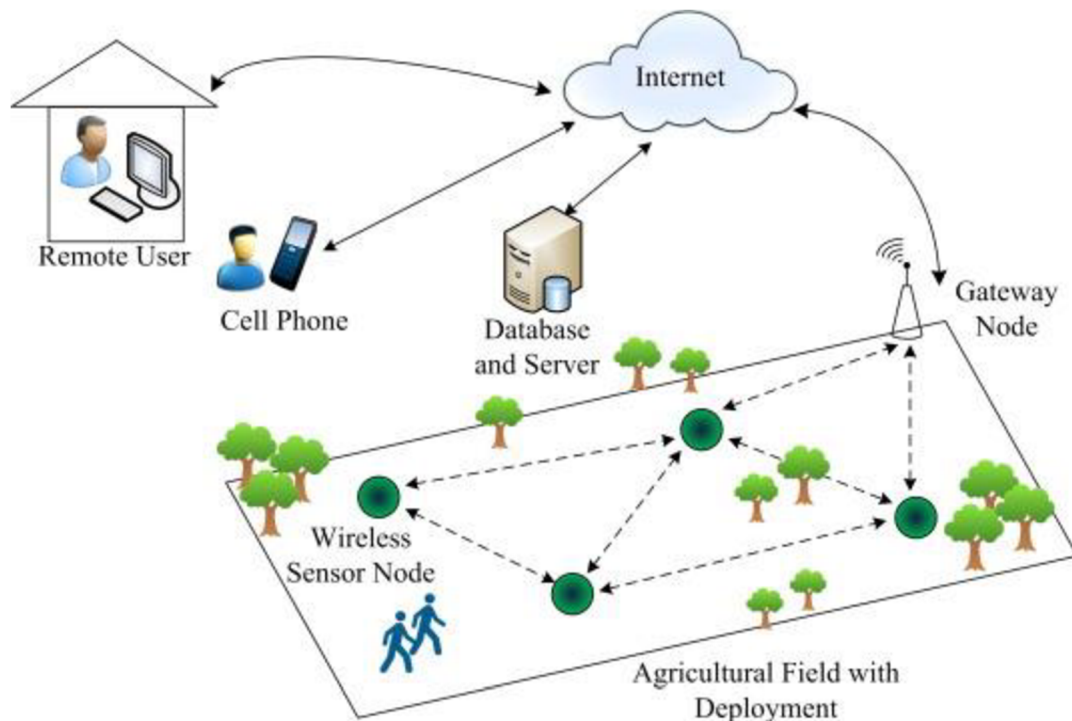 Internet
Remote User
Cell Phone
Database
and Server
Gateway
Node
Wireless
Sensor Node
Agricultural Field with
Deployment